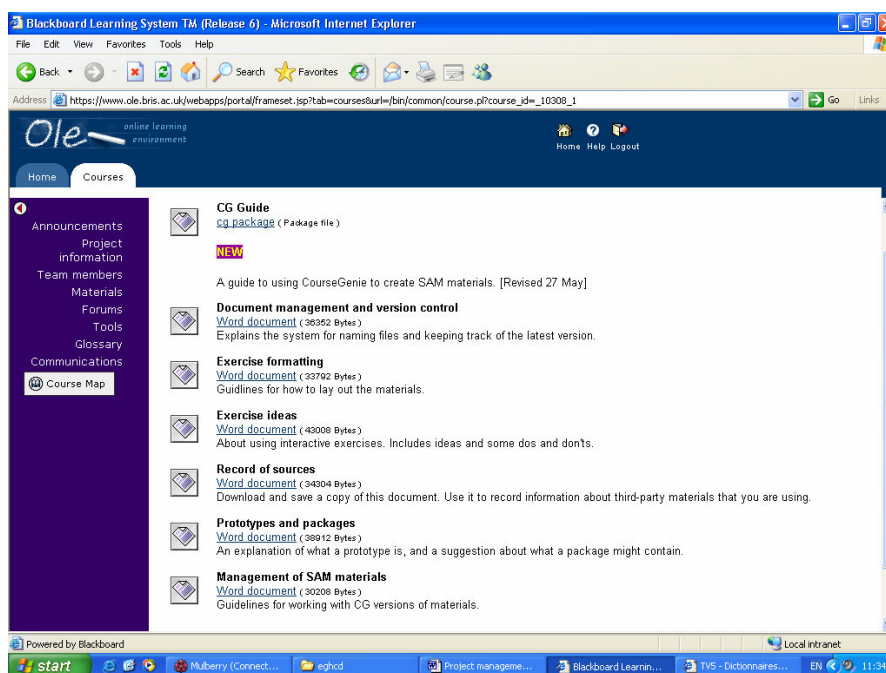 Blackboard Learning System TM (Release 6) - Microsoft Internet Explorer
File Edit View Favorites Tools Help
Back Search Favorites
Address https://www.ole.bris.ac.uk/webapps/portal/frameset.jsp?tab=courses&url=/bin/common/course.pl?course_id=_10308_1 Go Links
Ole online learning
environment
Home Help Logout
Home Courses
Announcements
Project
information
Team members
Materials
Forums
Tools
Glossary
Communications
Course Map
CG Guide
cg package ( Package file )
NEW
A guide to using CourseGenie to create SAM materials. [Revised 27 May]
Document management and version control
Word document ( 36352 Bytes )
Explains the system for naming files and keeping track of the latest version.
Exercise formatting
Word document ( 33792 Bytes )
Guidlines for how to lay out the materials.
Exercise ideas
Word document ( 43008 Bytes )
About using interactive exercises. Includes ideas and some dos and don'ts.
Record of sources
Word document ( 34304 Bytes )
Download and save a copy of this document. Use it to record information about third-party materials that you are using.
Prototypes and packages
Word document ( 38912 Bytes )
An explanation of what a prototype is, and a suggestion about what a package might contain.
Management of SAM materials
Word document ( 30208 Bytes )
Guidelines for working with CG versions of materials.
Powered by Blackboard Local intranet
start Mulberry (Connect... eghcd Project manageme... Blackboard Learnin... TV5 - Dictionnaires... EN 11:34